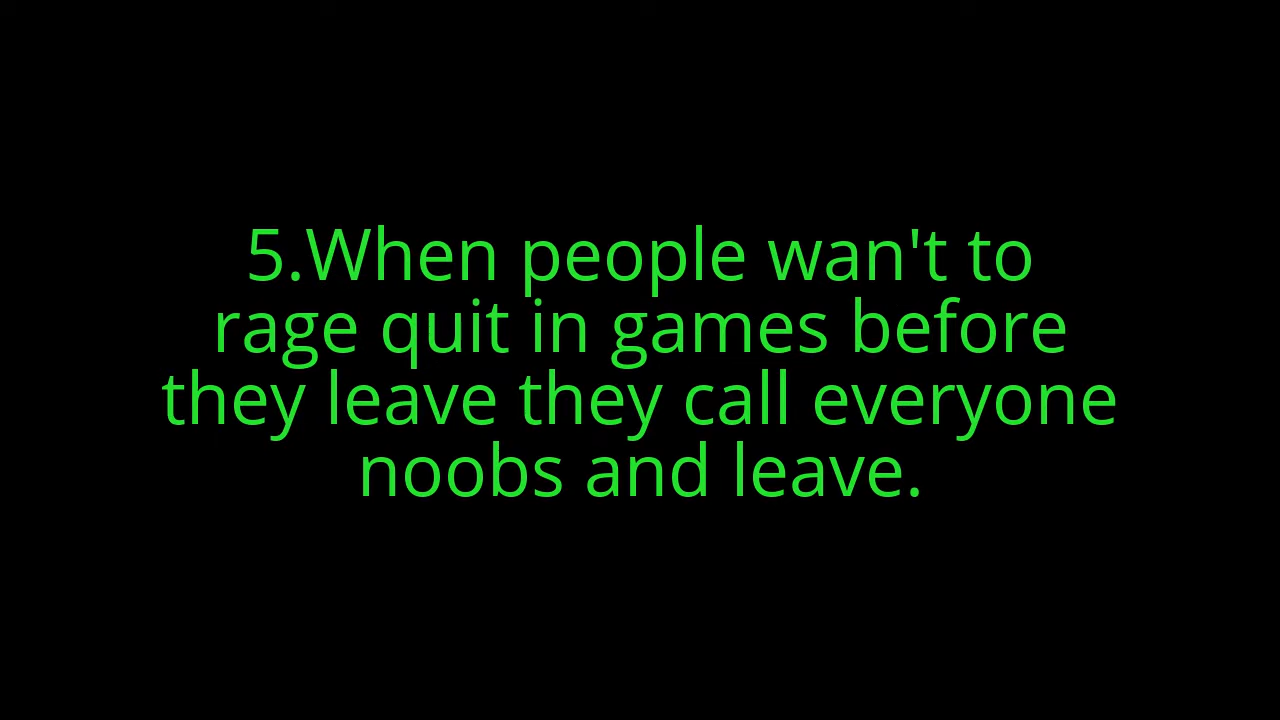 5.When people wan't to
rage quit in games before
they leave they call everyone
noobs and leave.